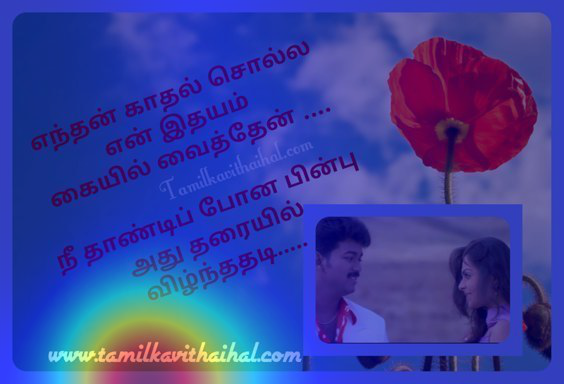 எந்தன் காதல் சொல்ல
என் இதயம்
கையில் வைத்தேன் ....
Tamilkavithaihal.com
நீ தாண்டிப் போன பின்பு
அது தரையில்
விழ்ந்ததடி.....
www.tamilkavithaihal.com